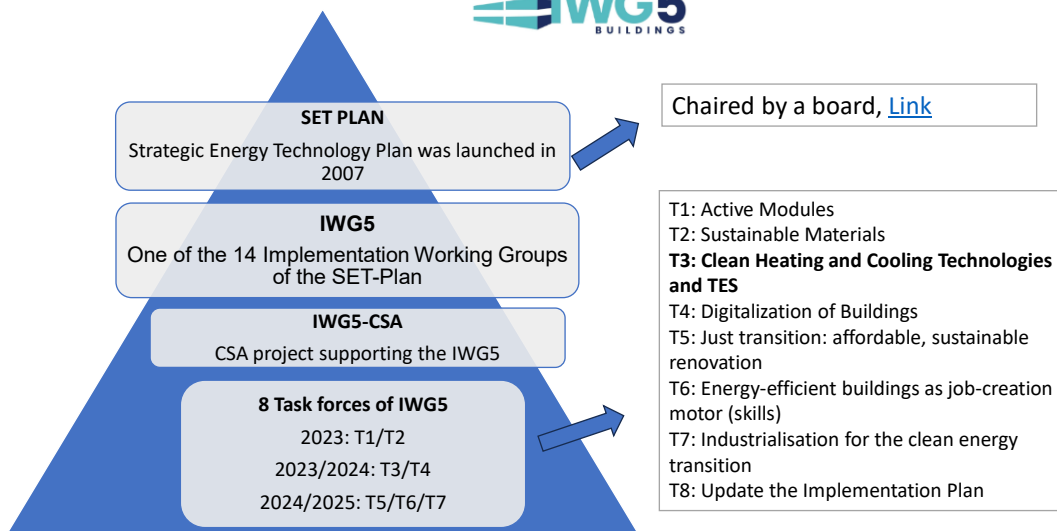 IWG5
BUILDINGS
SET PLAN
Strategic Energy Technology Plan was launched in
2007
IWG5
One of the 14 Implementation Working Groups
of the SET-Plan
IWG5-CSA
CSA project supporting the IWG5
8 Task forces of IWG5
2023: T1/T2
2023/2024: T3/T4
2024/2025: T5/T6/T7
Chaired by a board, Link
T1: Active Modules
T2: Sustainable Materials
T3: Clean Heating and Cooling Technologies
and TES
T4: Digitalization of Buildings
T5: Just transition: affordable, sustainable
renovation
T6: Energy-efficient buildings as job-creation
motor (skills)
T7: Industrialisation for the clean energy
transition
T8: Update the Implementation Plan